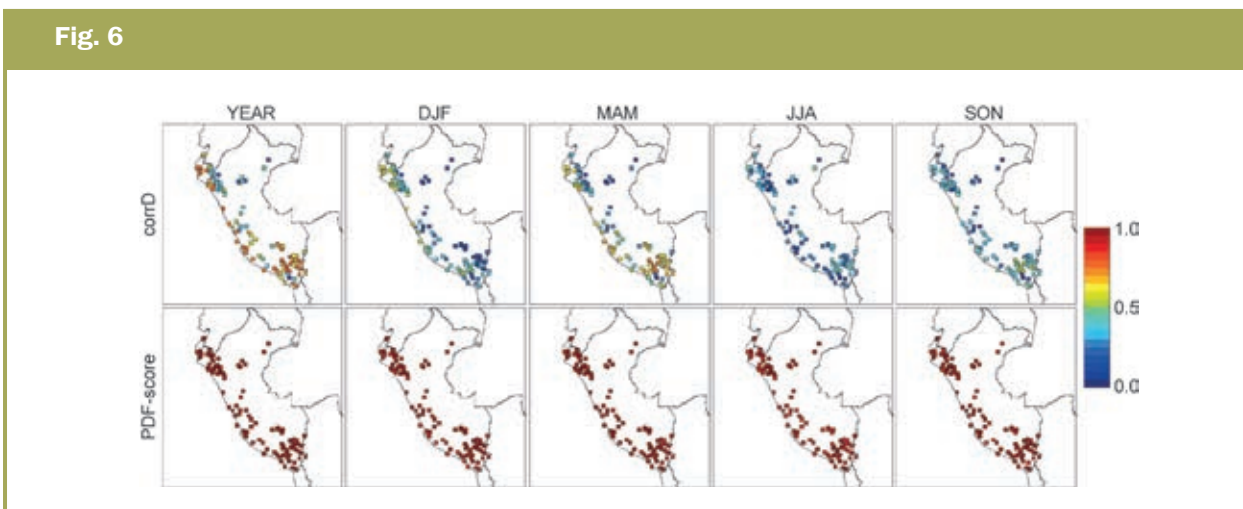 Fig. 6
YEAR DJF MAM JJA SON
corrD
PDF-score
1.0
0.5
0.0